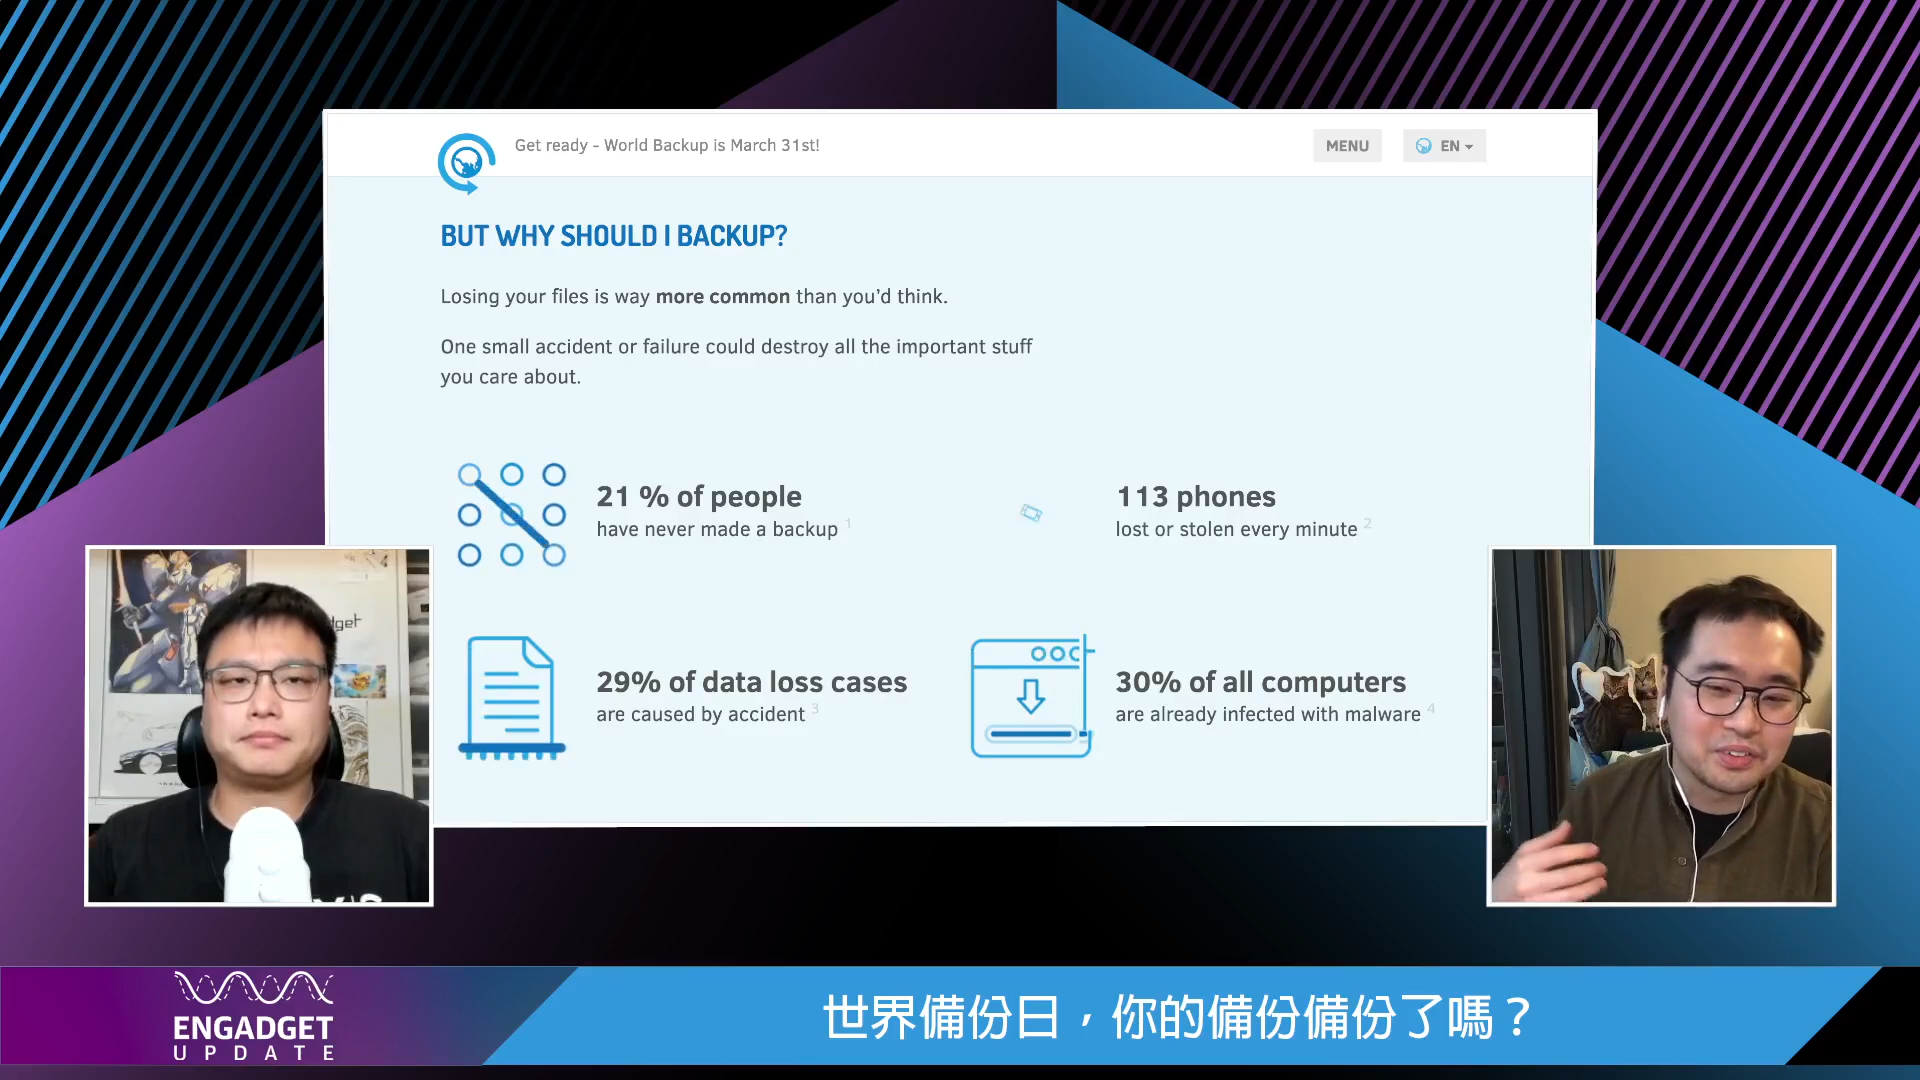 Get ready - World Backup is March 31st!
MENU
EN
BUT WHY SHOULD I BACKUP?
Losing your files is way more common than you'd think.
One small accident or failure could destroy all the important stuff
you care about.
21 % of people
have never made a backup 1
113 phones
lost or stolen every minute 2
29% of data loss cases
are caused by accident 3
30% of all computers
are already infected with malware 4
dget
ENGADGET
UPDATE
世界備份日，你的備份備份了嗎？